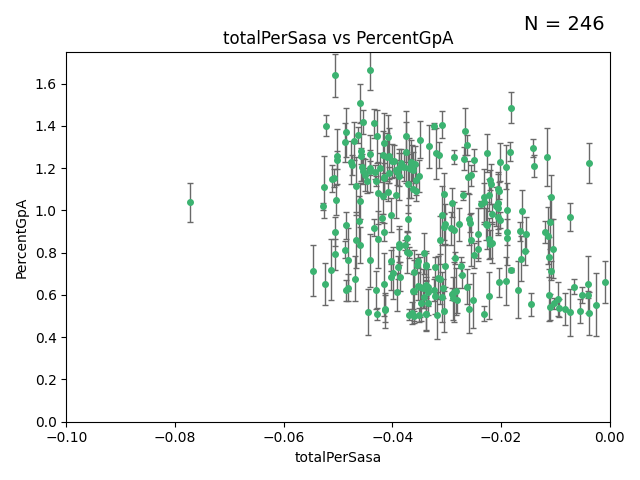 N = 246
totalPerSasa vs PercentGpA
PercentGpA
1.6
1.4
1.2
1.0
0.8
0.6
0.4
0.2
0.0
−0.10 −0.08 −0.06 −0.04 −0.02 0.00
totalPerSasa